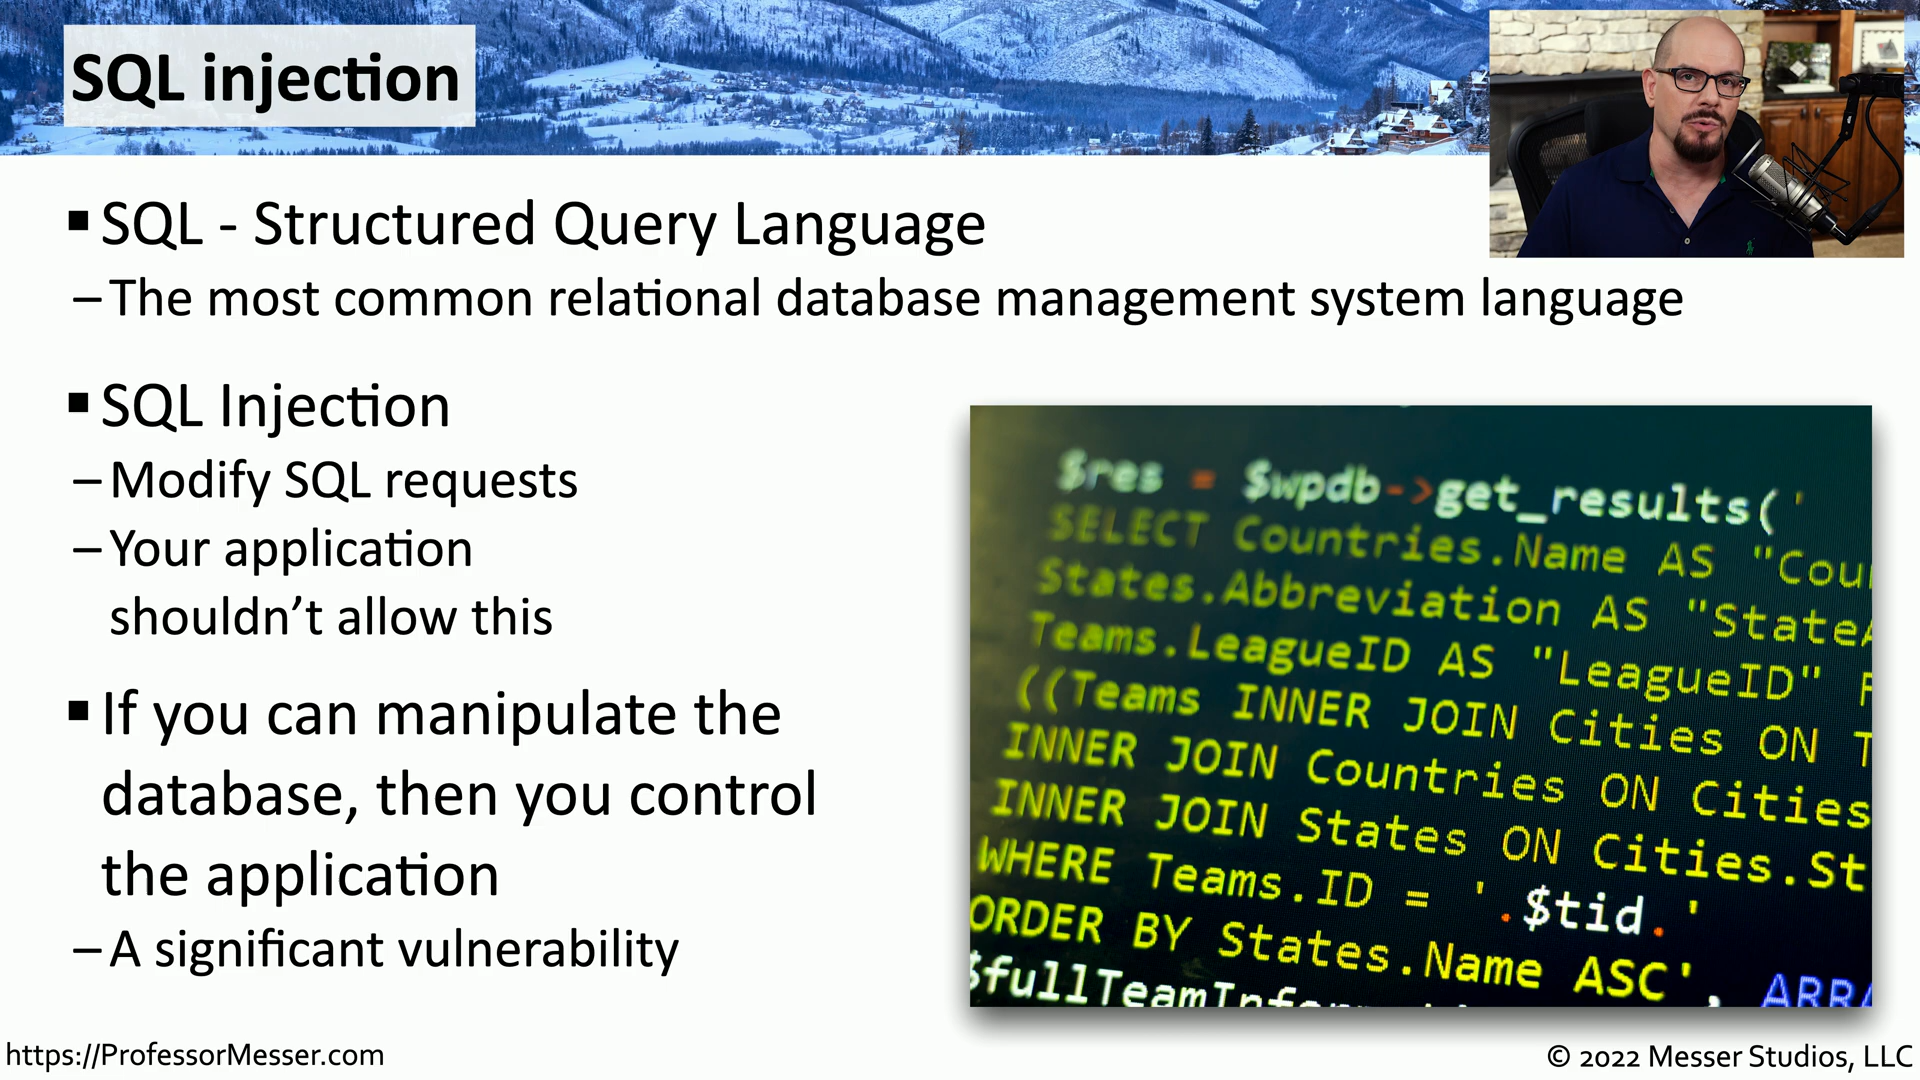 SQL injection
▪ SQL - Structured Query Language
– The most common relational database management system language
▪ SQL Injection
– Modify SQL requests
– Your application
shouldn’t allow this
▪ If you can manipulate the
database, then you control
the application
– A significant vulnerability
$res = $wpdb->get_results('
SELECT Countries.Name AS "Cou
States.Abbreviation AS "StateA
Teams.LeagueID AS "LeagueID" F
((Teams INNER JOIN Cities ON T
INNER JOIN Countries ON Cities
INNER JOIN States ON Cities.St
WHERE Teams.ID = '.$tid.'
ORDER BY States.Name ASC', ARRA
https://ProfessorMesser.com
© 2022 Messer Studios, LLC